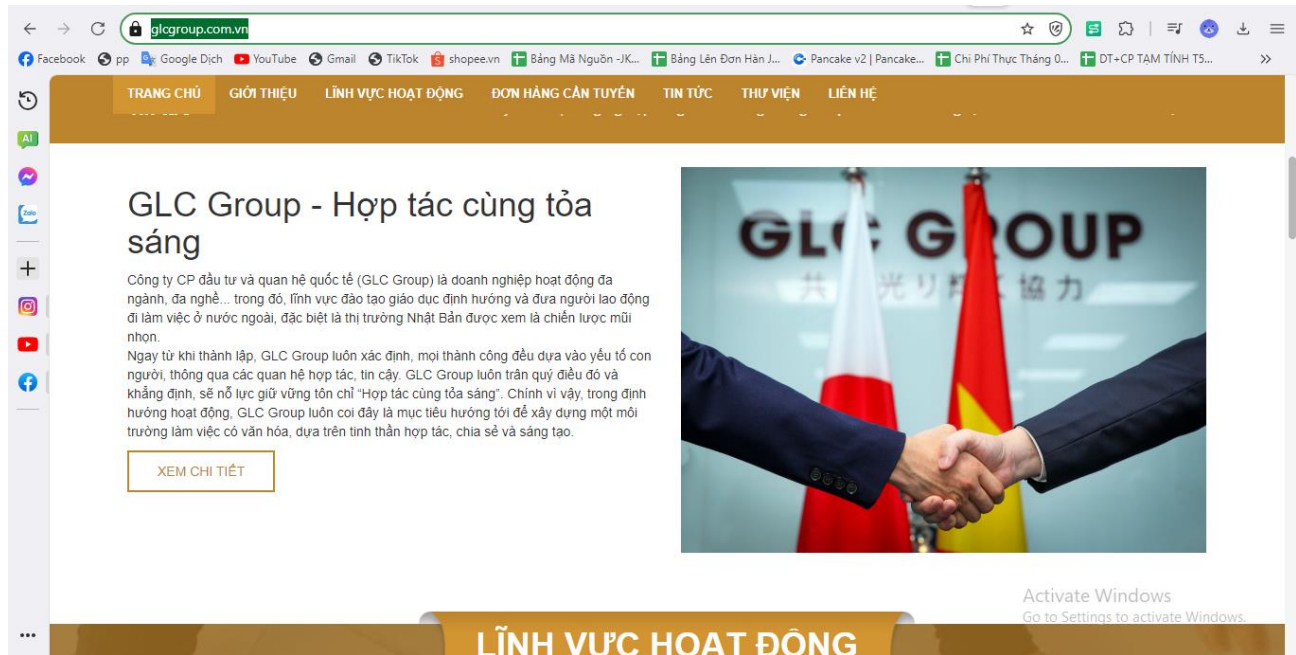 glcgroup.com.vn
Facebook pp Google Dịch YouTube Gmail TikTok shopee.vn Bảng Mã Nguồn -JK... Bảng Lên Đơn Hàn J... Pancake v2 | Pancake... Chi Phí Thực Tháng 0... DT+CP TẠM TÍNH T5...
TRANG CHỦ GIỚI THIỆU LĨNH VỰC HOẠT ĐỘNG ĐƠN HÀNG CẦN TUYỂN TIN TỨC THƯ VIỆN LIÊN HỆ
AI
Zalo
GLC Group - Hợp tác cùng tỏa
sáng
Công ty CP đầu tư và quan hệ quốc tế (GLC Group) là doanh nghiệp hoạt động đa
ngành, đa nghề... trong đó, lĩnh vực đào tạo giáo dục định hướng và đưa người lao động
đi làm việc ở nước ngoài, đặc biệt là thị trường Nhật Bản được xem là chiến lược mũi
nhọn.
Ngay từ khi thành lập, GLC Group luôn xác định, mọi thành công đều dựa vào yếu tố con
người, thông qua các quan hệ hợp tác, tin cậy. GLC Group luôn trân quý điều đó và
khẳng định, sẽ nỗ lực giữ vững tôn chỉ “Hợp tác cùng tỏa sáng”. Chính vì vậy, trong định
hướng hoạt động, GLC Group luôn coi đây là mục tiêu hướng tới để xây dựng một môi
trường làm việc có văn hóa, dựa trên tinh thần hợp tác, chia sẻ và sáng tạo.
XEM CHI TIẾT
GLC GROUP
共 光り 協力
Activate Windows
Go to Settings to activate Windows.
LĨNH VỰC HOẠT ĐỘNG